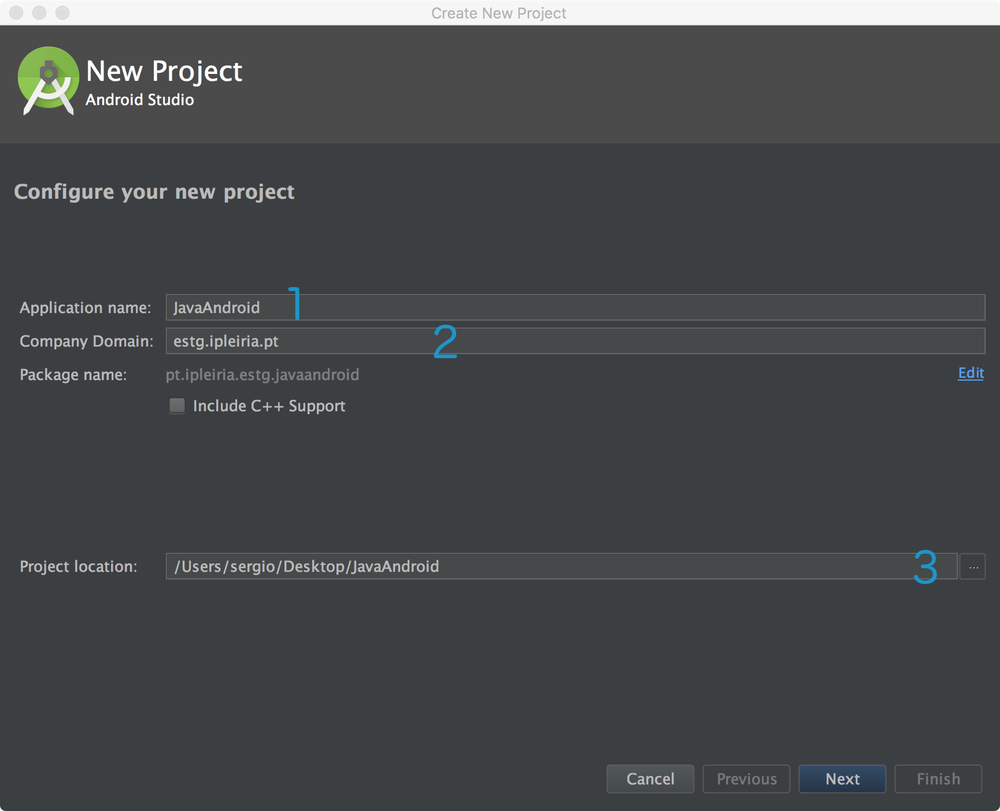 Create New Project
New Project
Android Studio
Configure your new project
Application name: JavaAndroid 1
Company Domain: estg.ipleiria.pt 2
Package name: pt.ipleiria.estg.javaandroid Edit
Include C++ Support
Project location: /Users/sergio/Desktop/JavaAndroid 3 ...
Cancel Previous Next Finish